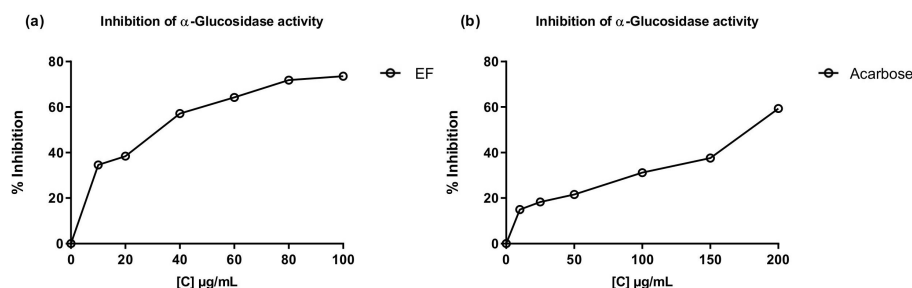 (a)
Inhibition of α-Glucosidase activity
80
60
40
20
0
% Inhibition
0 20 40 60 80 100
[C] µg/mL
EF
(b)
Inhibition of α-Glucosidase activity
80
60
40
20
0
% Inhibition
0 50 100 150 200
[C] µg/mL
Acarbose